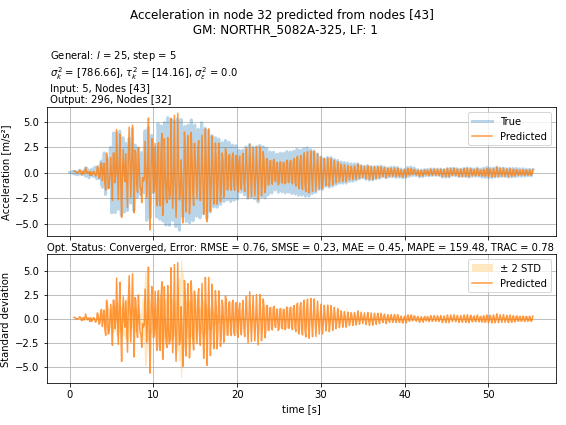 Acceleration in node 32 predicted from nodes [43]
GM: NORTHR_5082A-325, LF: 1
General: l = 25, step = 5
σ²ₖ = [786.66], τ²ₖ = [14.16], σ²ε = 0.0
Input: 5, Nodes [43]
Output: 296, Nodes [32]
Acceleration [m/s²]
5.0
2.5
0.0
−2.5
−5.0
True
Predicted
Opt. Status: Converged, Error: RMSE = 0.76, SMSE = 0.23, MAE = 0.45, MAPE = 159.48, TRAC = 0.78
Standard deviation
5.0
2.5
0.0
−2.5
−5.0
± 2 STD
Predicted
0 10 20 30 40 50
time [s]